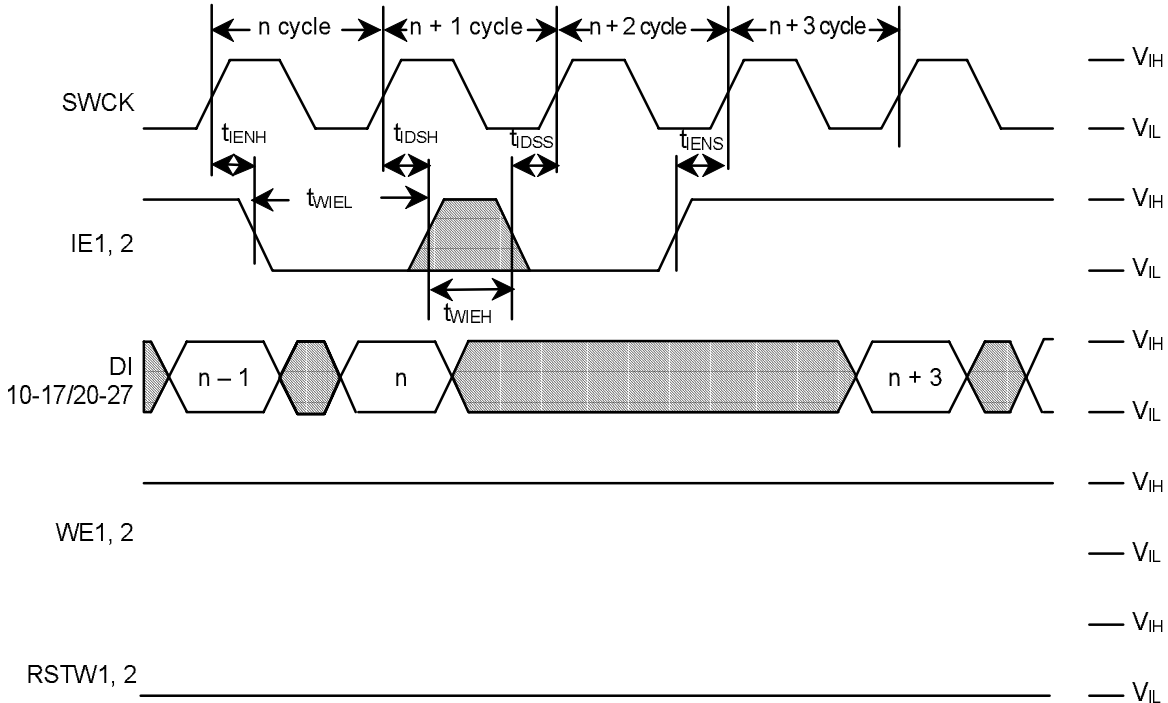 n cycle n + 1 cycle n + 2 cycle n + 3 cycle
SWCK
VIH
VIL
tIENH tIDSH tIDSS tIENS
tWIEL
IE1, 2
VIH
VIL
tWIEH
DI
10-17/20-27
n – 1 n n + 3
VIH
VIL
WE1, 2
VIH
VIL
RSTW1, 2
VIH
VIL